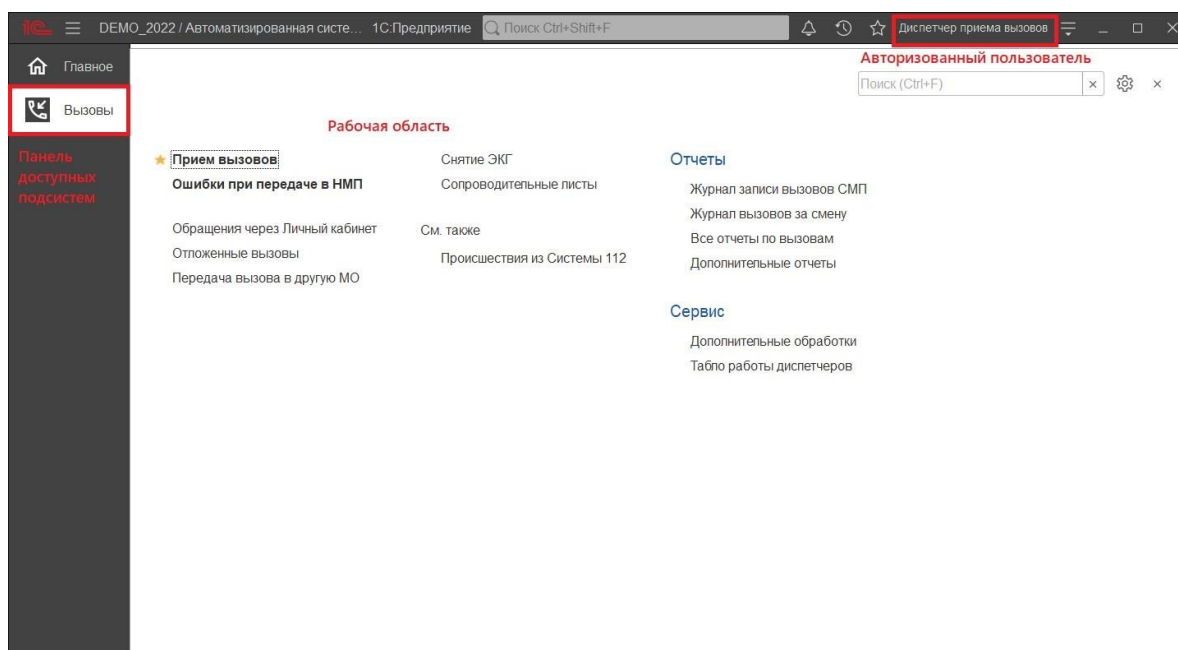 1С DEMO_2022 / Автоматизированная систе... 1С:Предприятие Поиск Ctrl+Shift+F Диспетчер приема вызовов
Главное
Авторизованный пользователь
Поиск (Ctrl+F)
Вызовы
Рабочая область
Панель
доступных
подсистем
Прием вызовов
Ошибки при передаче в НМП
Обращения через Личный кабинет
Отложенные вызовы
Передача вызова в другую МО
Снятие ЭКГ
Сопроводительные листы
См. также
Происшествия из Системы 112
Отчеты
Журнал записи вызовов СМП
Журнал вызовов за смену
Все отчеты по вызовам
Дополнительные отчеты
Сервис
Дополнительные обработки
Табло работы диспетчеров